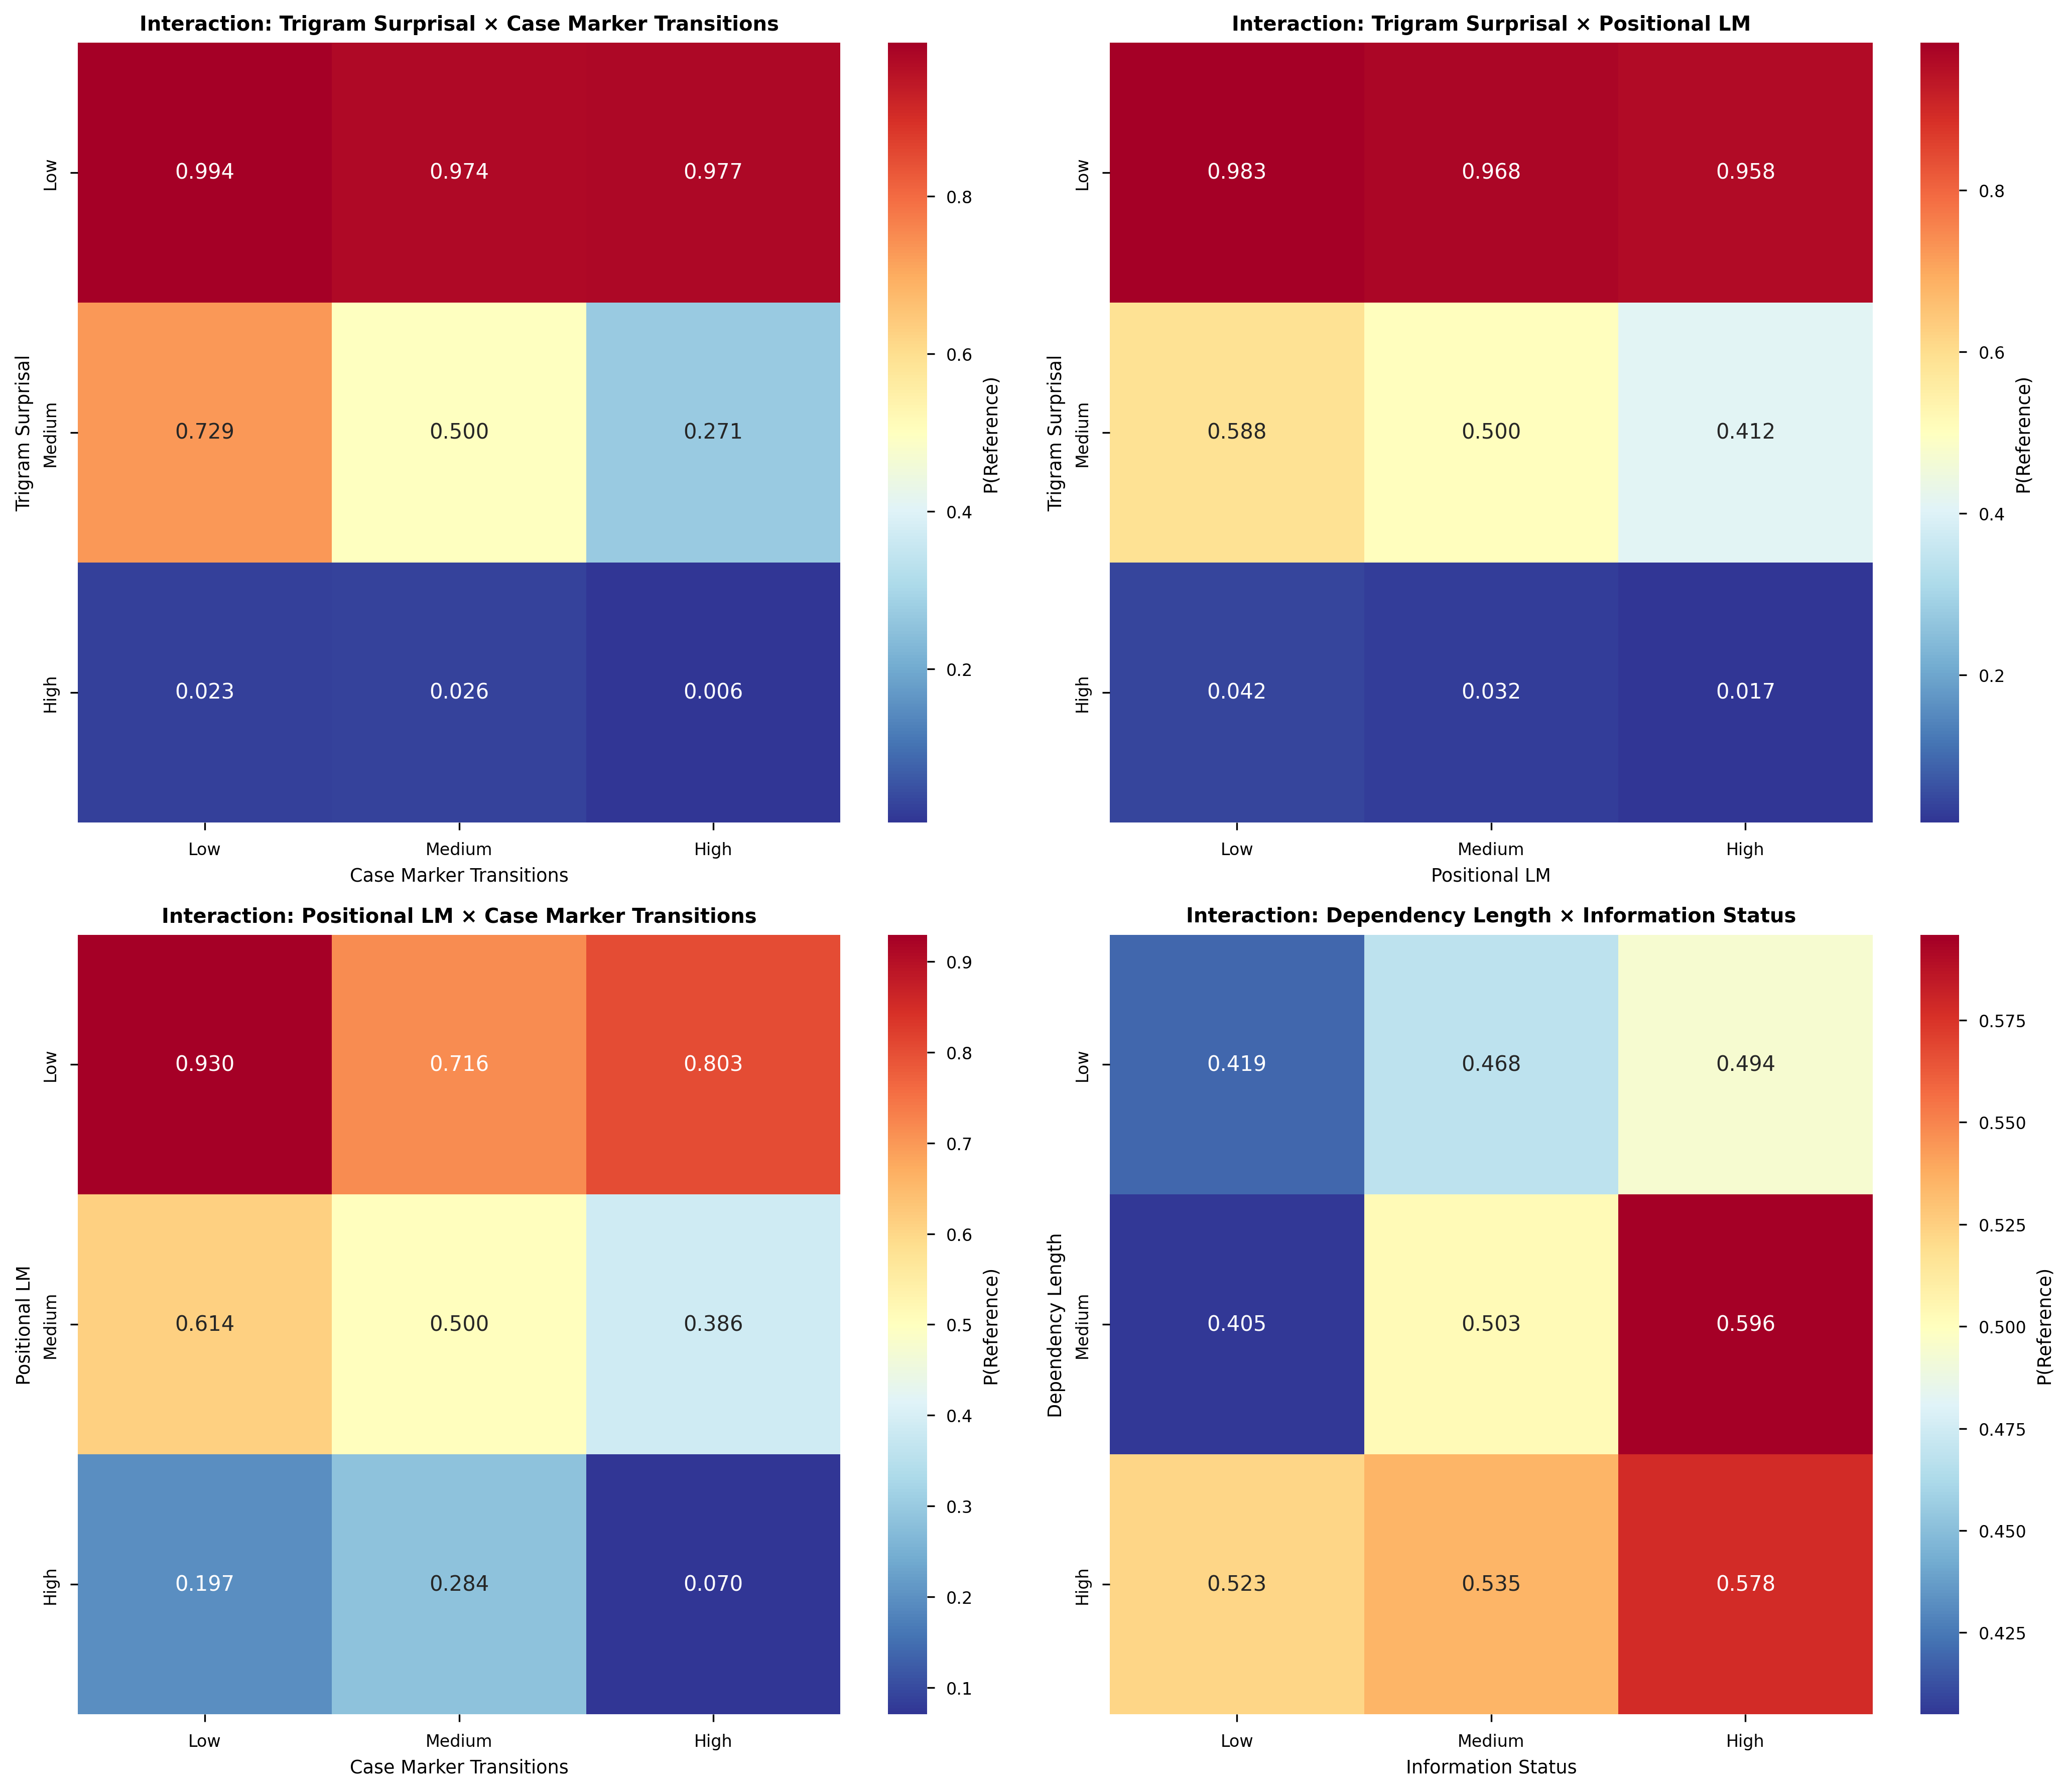 Interaction: Trigram Surprisal × Case Marker Transitions
Trigram Surprisal
Low
0.994 0.974 0.977
Medium
0.729 0.500 0.271
High
0.023 0.026 0.006
Low Medium High
Case Marker Transitions
0.8
0.6
0.4
0.2
P(Reference)
Interaction: Trigram Surprisal × Positional LM
Trigram Surprisal
Low
0.983 0.968 0.958
Medium
0.588 0.500 0.412
High
0.042 0.032 0.017
Low Medium High
Positional LM
0.8
0.6
0.4
0.2
P(Reference)
Interaction: Positional LM × Case Marker Transitions
Positional LM
Low
0.930 0.716 0.803
Medium
0.614 0.500 0.386
High
0.197 0.284 0.070
Low Medium High
Case Marker Transitions
0.9
0.8
0.7
0.6
0.5
0.4
0.3
0.2
0.1
P(Reference)
Interaction: Dependency Length × Information Status
Dependency Length
Low
0.419 0.468 0.494
Medium
0.405 0.503 0.596
High
0.523 0.535 0.578
Low Medium High
Information Status
0.575
0.550
0.525
0.500
0.475
0.450
0.425
P(Reference)